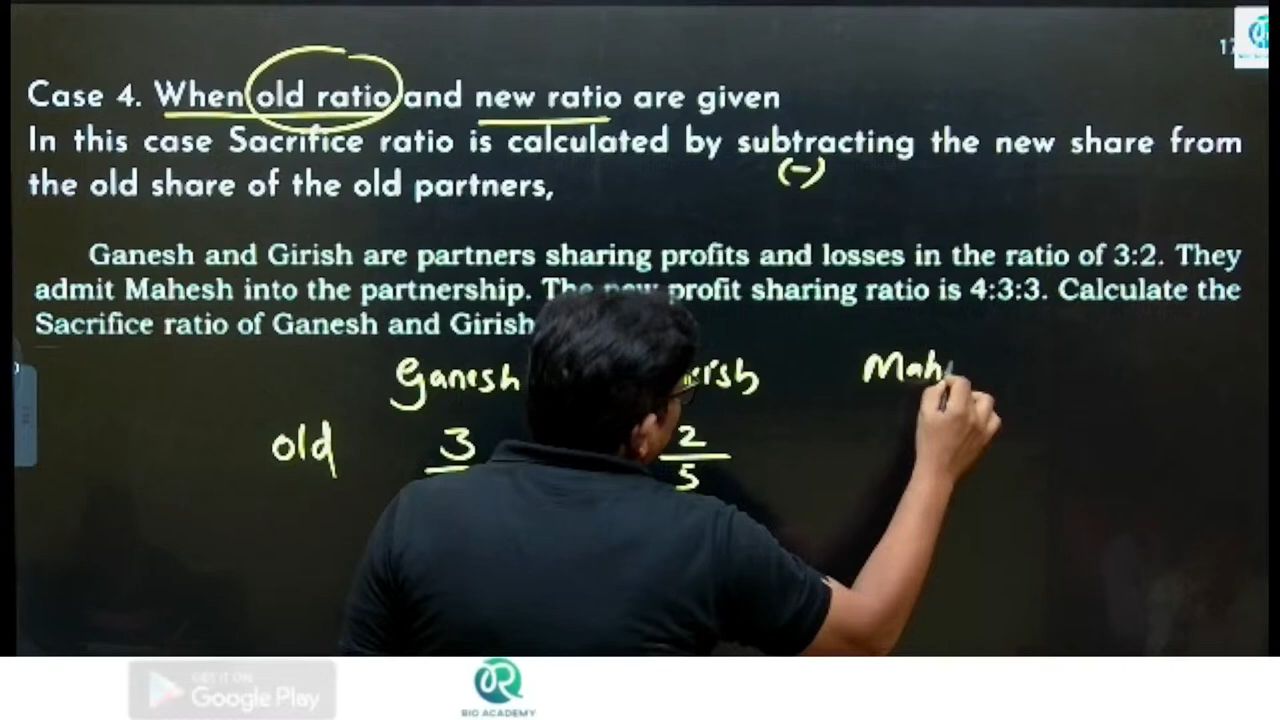 17
Case 4. When old ratio and new ratio are given
In this case Sacrifice ratio is calculated by subtracting the new share from
(-)
the old share of the old partners,
Ganesh and Girish are partners sharing profits and losses in the ratio of 3:2. They
admit Mahesh into the partnership. The new profit sharing ratio is 4:3:3. Calculate the
Sacrifice ratio of Ganesh and Girish
Ganesh Mah
old 3 2
5
GET IT ON
Google Play
BIG ACADEMY